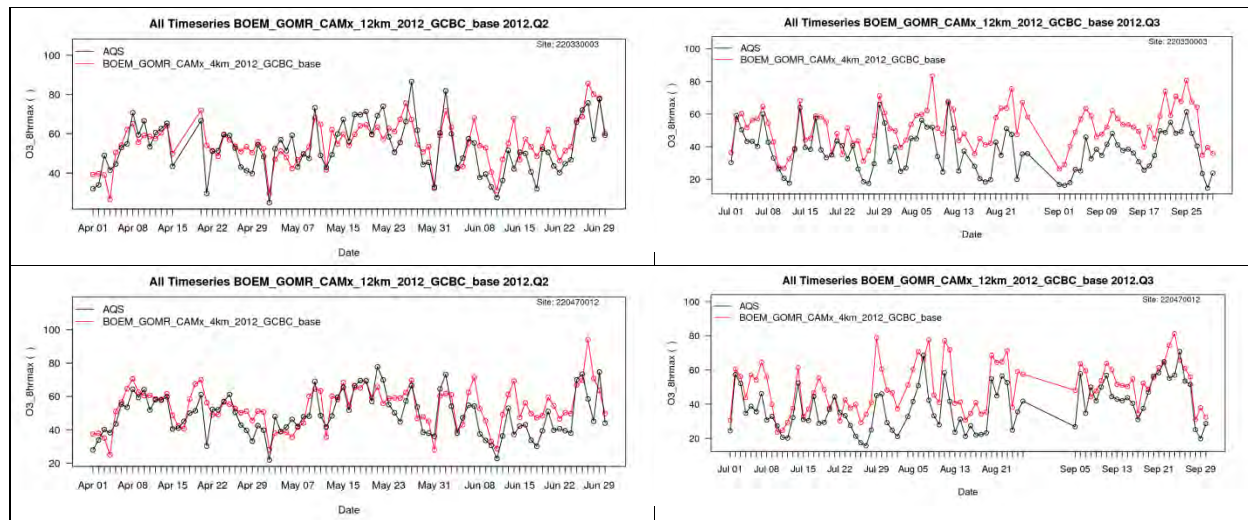 All Timeseries BOEM_GOMR_CAMx_12km_2012_GCBC_base 2012.Q2
Site: 220330003
AQS
BOEM_GOMR_CAMx_4km_2012_GCBC_base
O3_8hrmax ( )
100
80
60
40
Apr 01 Apr 08 Apr 15 Apr 22 Apr 29 May 07 May 15 May 23 May 31 Jun 08 Jun 15 Jun 22 Jun 29
Date
All Timeseries BOEM_GOMR_CAMx_12km_2012_GCBC_base 2012.Q3
Site: 220330003
AQS
BOEM_GOMR_CAMx_4km_2012_GCBC_base
O3_8hrmax ( )
100
80
60
40
20
Jul 01 Jul 08 Jul 15 Jul 22 Jul 29 Aug 05 Aug 13 Aug 21 Sep 01 Sep 09 Sep 17 Sep 25
Date
All Timeseries BOEM_GOMR_CAMx_12km_2012_GCBC_base 2012.Q2
Site: 220470012
AQS
BOEM_GOMR_CAMx_4km_2012_GCBC_base
O3_8hrmax ( )
100
80
60
40
20
Apr 01 Apr 08 Apr 15 Apr 22 Apr 29 May 07 May 15 May 23 May 31 Jun 08 Jun 15 Jun 22 Jun 29
Date
All Timeseries BOEM_GOMR_CAMx_12km_2012_GCBC_base 2012.Q3
Site: 220470012
AQS
BOEM_GOMR_CAMx_4km_2012_GCBC_base
O3_8hrmax ( )
100
80
60
40
20
Jul 01 Jul 08 Jul 15 Jul 22 Jul 29 Aug 05 Aug 13 Aug 21 Sep 05 Sep 13 Sep 21 Sep 29
Date